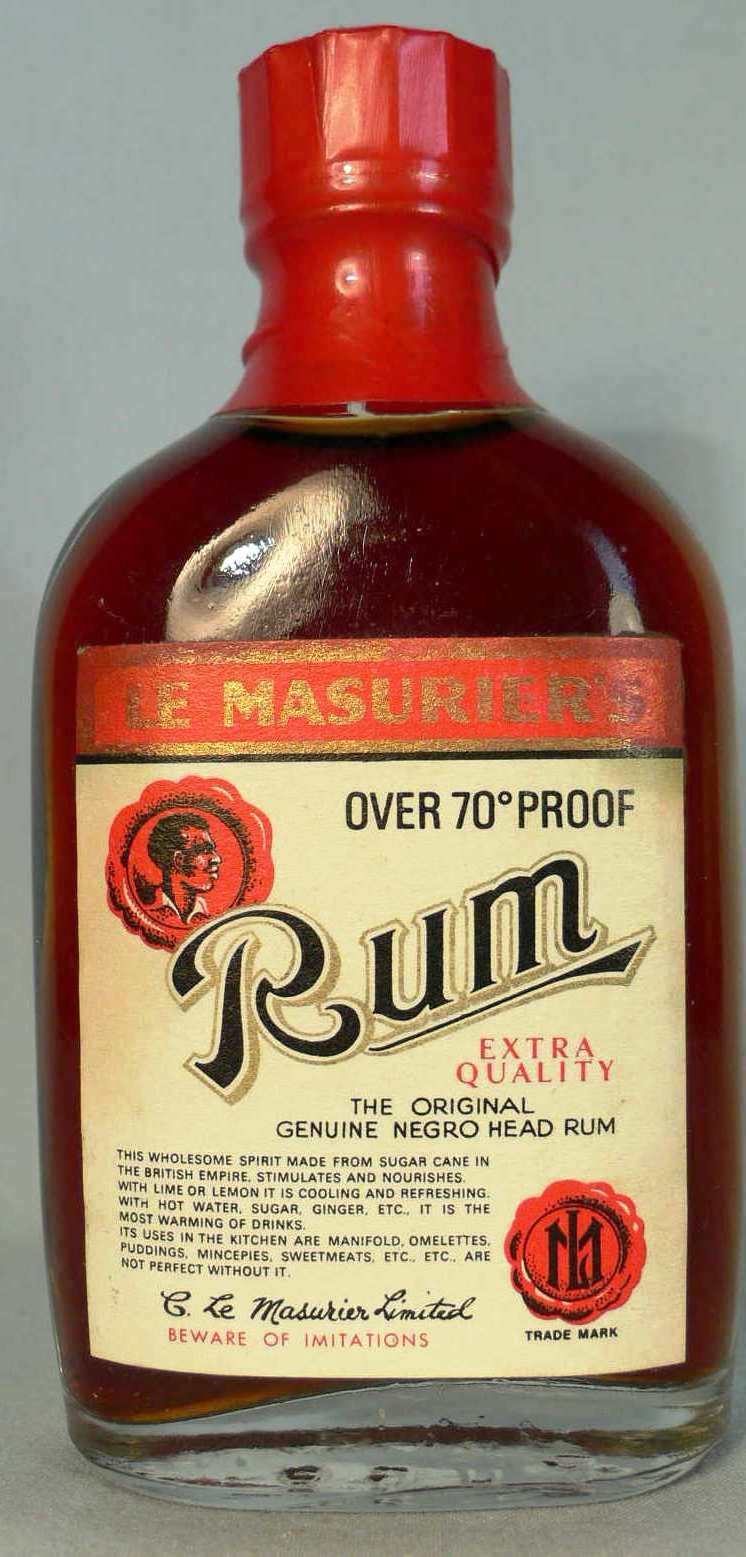 LE MASURIER'S
OVER 70° PROOF
Rum
EXTRA
QUALITY
THE ORIGINAL
GENUINE NEGRO HEAD RUM
THIS WHOLESOME SPIRIT MADE FROM SUGAR CANE IN
THE BRITISH EMPIRE, STIMULATES AND NOURISHES.
WITH LIME OR LEMON IT IS COOLING AND REFRESHING.
WITH HOT WATER, SUGAR, GINGER, ETC., IT IS THE
MOST WARMING OF DRINKS.
ITS USES IN THE KITCHEN ARE MANIFOLD, OMELETTES,
PUDDINGS, MINCEPIES, SWEETMEATS, ETC., ETC., ARE
NOT PERFECT WITHOUT IT.
C. Le Masurier Limited
BEWARE OF IMITATIONS
LM
TRADE MARK